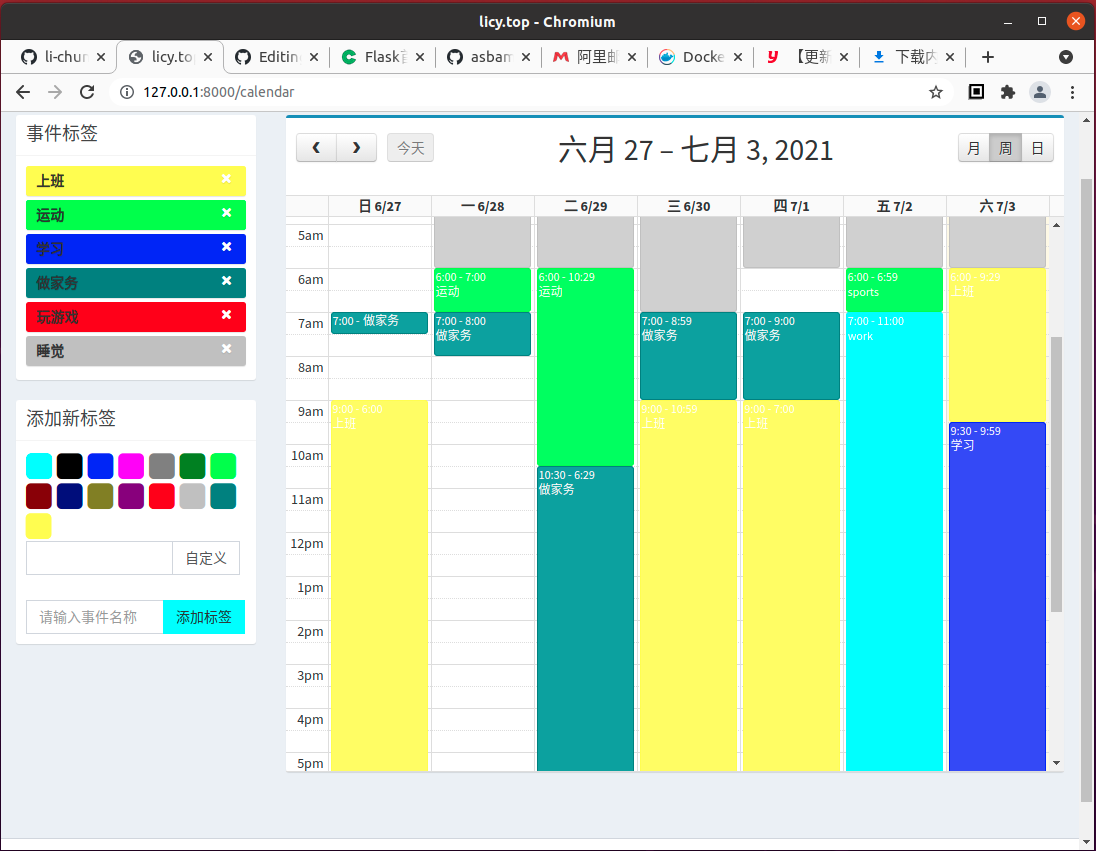 licy.top - Chromium
li-chur
licy.to
Editin
Flask
asbam
阿里邮
Docke
【更新
下载内
127.0.0.1:8000/calendar
事件标签
上班
运动
学习
做家务
玩游戏
睡觉
添加新标签
自定义
请输入事件名称
添加标签
今天
六月 27 – 七月 3, 2021
月 周 日
日 6/27 一 6/28 二 6/29 三 6/30 四 7/1 五 7/2 六 7/3
5am
6am
7am
8am
9am
10am
11am
12pm
1pm
2pm
3pm
4pm
5pm
7:00 - 做家务
9:00 - 6:00
上班
6:00 - 7:00
运动
7:00 - 8:00
做家务
6:00 - 10:29
运动
10:30 - 6:29
做家务
7:00 - 8:59
做家务
9:00 - 10:59
上班
7:00 - 9:00
做家务
9:00 - 7:00
上班
6:00 - 6:59
sports
7:00 - 11:00
work
6:00 - 9:29
上班
9:30 - 9:59
学习